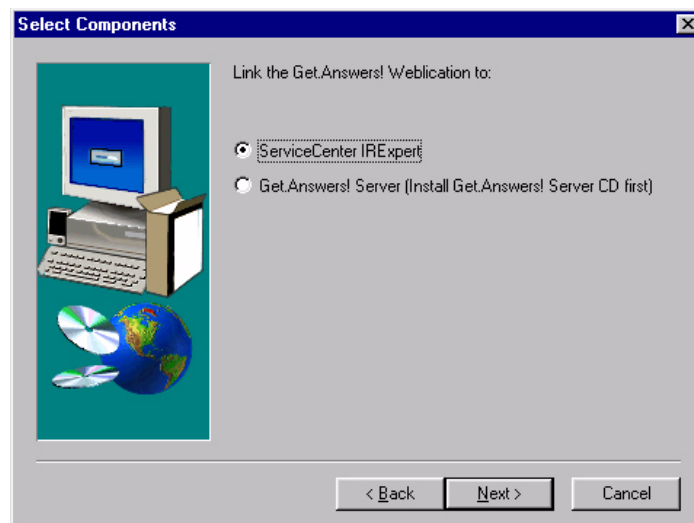 Select Components
Link the Get.Answers! Weblication to:
ServiceCenter IRExpert
Get.Answers! Server (Install Get.Answers! Server CD first)
< Back
Next >
Cancel